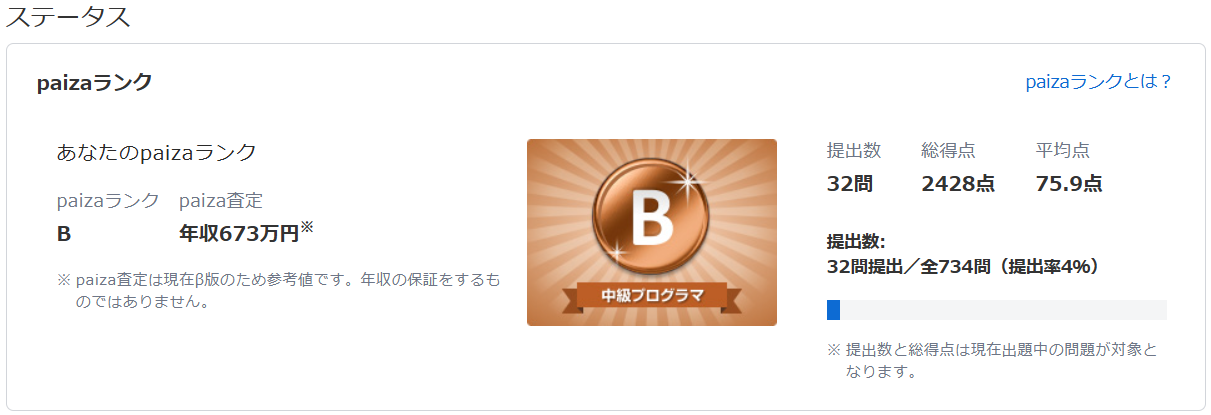 ステータス
paizaランク
paizaランクとは？
あなたのpaizaランク
paizaランク
paiza査定
B
年収673万円※
※ paiza査定は現在β版のため参考値です。年収の保証をするも
のではありません。
B
中級プログラマ
提出数
総得点
平均点
32問
2428点
75.9点
提出数:
32問提出／全734問（提出率4%）
※ 提出数と総得点は現在出題中の問題が対象と
なります。